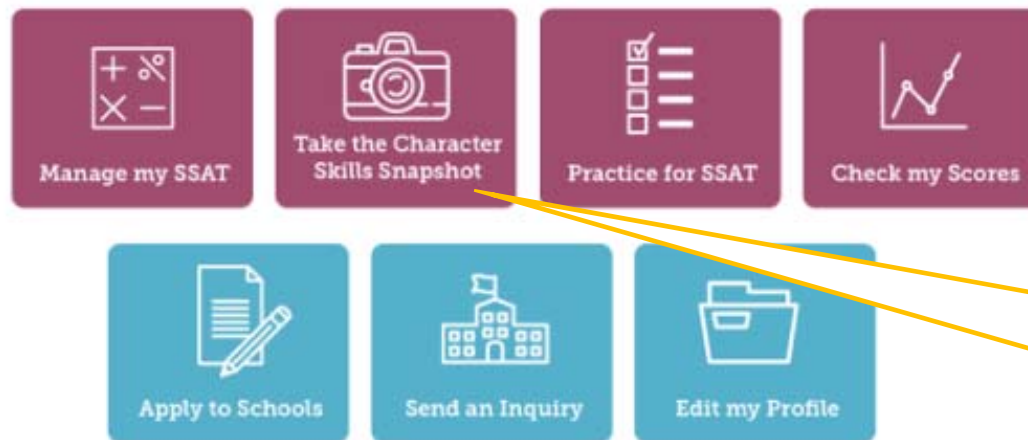 Manage my SSAT
Take the Character
Skills Snapshot
Practice for SSAT
Check my Scores
Apply to Schools
Send an Inquiry
Edit my Profile